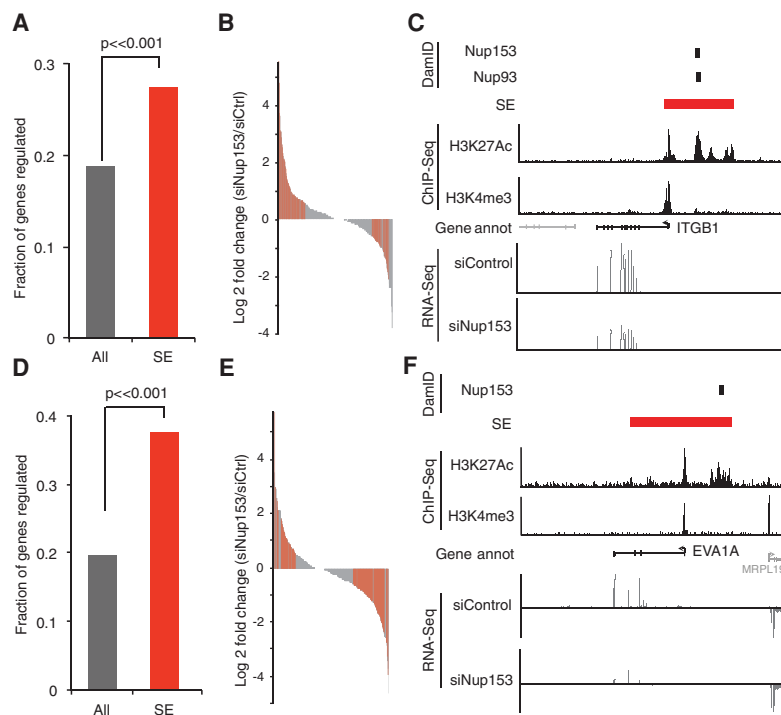 A
p<<0.001
Fraction of genes regulated
0.3
0.2
0.1
0
All
SE
B
Log 2 fold change (siNup153/siCtrl)
4
2
0
-2
-4
C
DamID
Nup153
Nup93
SE
ChIP-Seq
H3K27Ac
H3K4me3
Gene annot
ITGB1
RNA-Seq
siControl
siNup153
D
p<<0.001
Fraction of genes regulated
0.4
0.3
0.2
0.1
0
All
SE
E
Log 2 fold change (siNup153/siCtrl)
4
2
0
-2
-4
F
DamID
Nup153
SE
ChIP-Seq
H3K27Ac
H3K4me3
Gene annot
EVA1A
RNA-Seq
siControl
siNup153